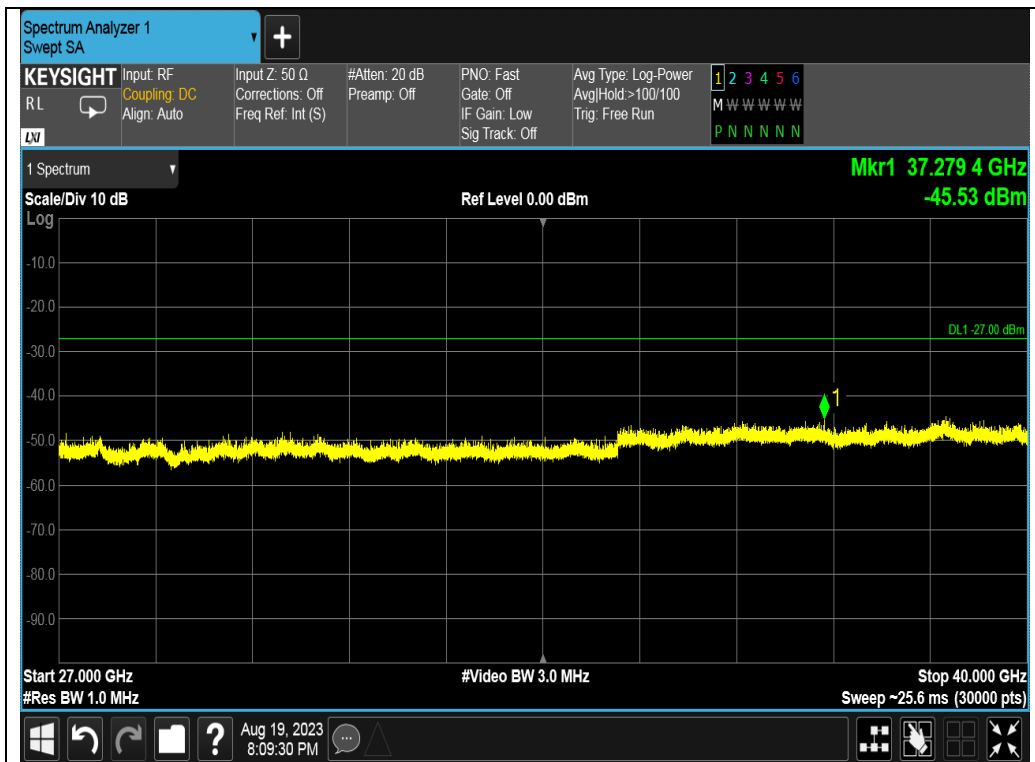 Spectrum Analyzer 1
Swept SA
+
KEYSIGHT
RL
LXI
Input: RF
Coupling: DC
Align: Auto
Input Z: 50 Ω
Corrections: Off
Freq Ref: Int (S)
#Atten: 20 dB
Preamp: Off
PNO: Fast
Gate: Off
IF Gain: Low
Sig Track: Off
Avg Type: Log-Power
Avg|Hold:>100/100
Trig: Free Run
1 2 3 4 5 6
M W W W W W
P N N N N N
1 Spectrum
Mkr1 37.279 4 GHz
-45.53 dBm
Scale/Div 10 dB
Ref Level 0.00 dBm
Log
-10.0
-20.0
DL1 -27.00 dBm
-30.0
-40.0
1
-50.0
-60.0
-70.0
-80.0
-90.0
Start 27.000 GHz
#Video BW 3.0 MHz
Stop 40.000 GHz
#Res BW 1.0 MHz
Sweep ~25.6 ms (30000 pts)
?
Aug 19, 2023
8:09:30 PM